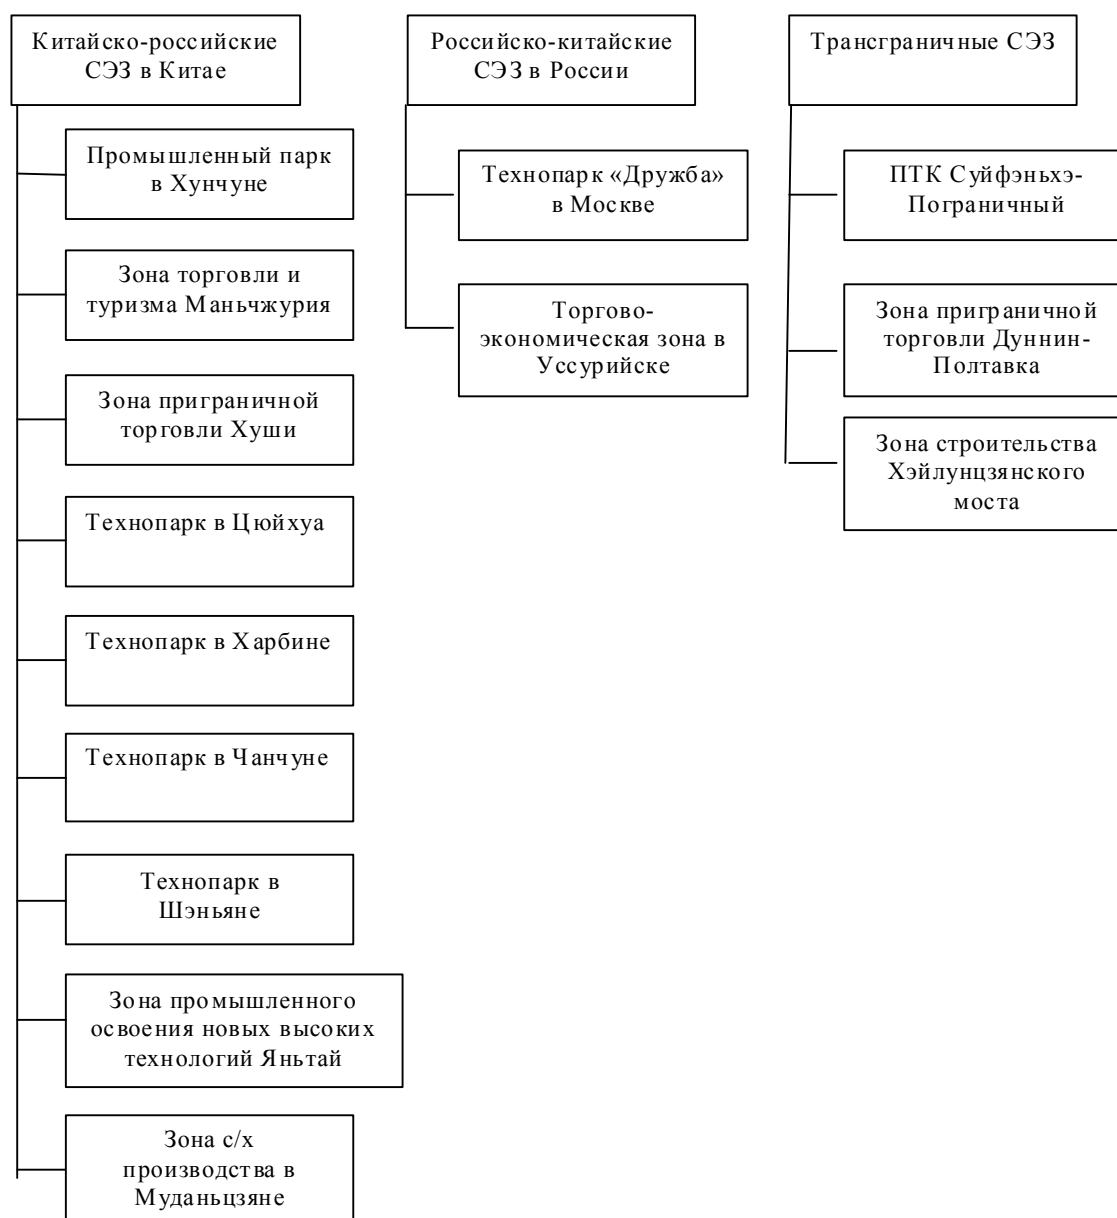 Китайско-российские
СЭЗ в Китае
Промышленный парк
в Хунчуне
Зона торговли и
туризма Маньчжурия
Зона приграничной
торговли Хуши
Технопарк в Цюйхуа
Технопарк в Харбине
Технопарк в Чанчуне
Технопарк в
Шэньяне
Зона промышленного
освоения новых высоких
технологий Яньтай
Зона с/х
производства в
Муданьцзяне
Российско-китайские
СЭЗ в России
Технопарк «Дружба»
в Москве
Торгово-
экономическая зона в
Уссурийске
Трансграничные СЭЗ
ПТК Суйфэньхэ-
Пограничный
Зона приграничной
торговли Дуннин-
Полтавка
Зона строительства
Хэйлунцзянского
моста